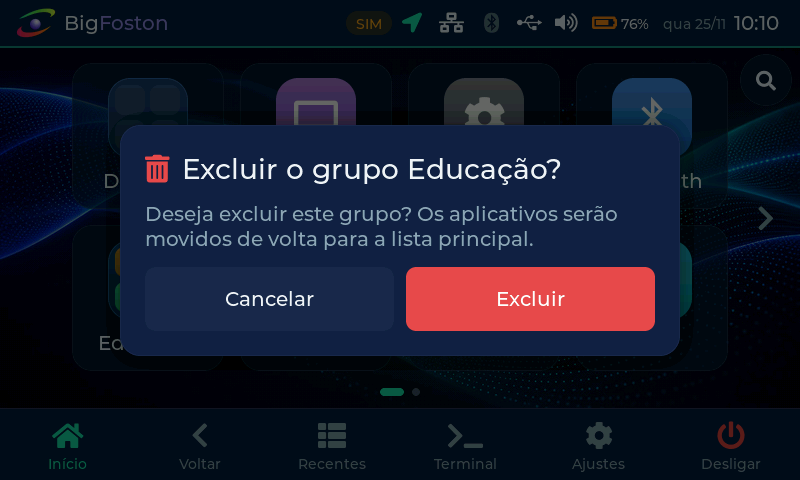 BigFoston
SIM
76%
qua 25/11
10:10
Excluir o grupo Educação?
Deseja excluir este grupo? Os aplicativos serão
movidos de volta para a lista principal.
Cancelar
Excluir
Início
Voltar
Recentes
Terminal
Ajustes
Desligar